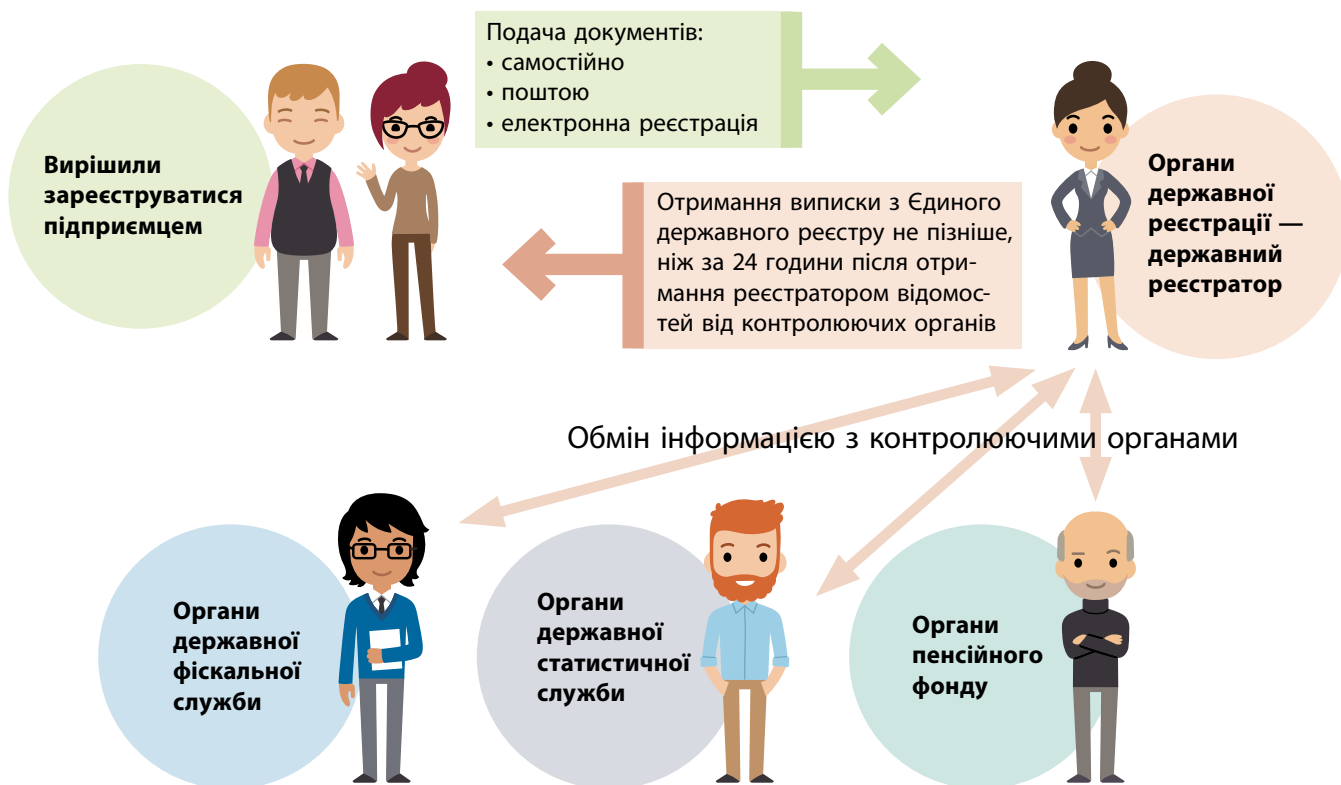 Подача документів:
• самостійно
• поштою
• електронна реєстрація
Вирішили
зареєструватися
підприємцем
Органи
державної
реєстрації —
державний
реєстратор
Отримання виписки з Єдиного
державного реєстру не пізніше,
ніж за 24 години після отри-
мання реєстратором відомос-
тей від контролюючих органів
Обмін інформацією з контролюючими органами
Органи
державної
фіскальної
служби
Органи
державної
статистичної
служби
Органи
пенсійного
фонду